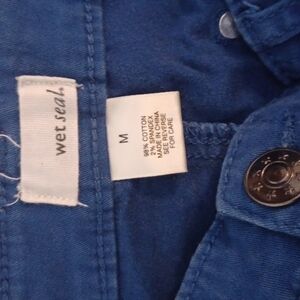 wet seal.
M
98% COTTON
2% SPANDEX
MADE IN CHINA
SEE REVERSE
FOR CARE